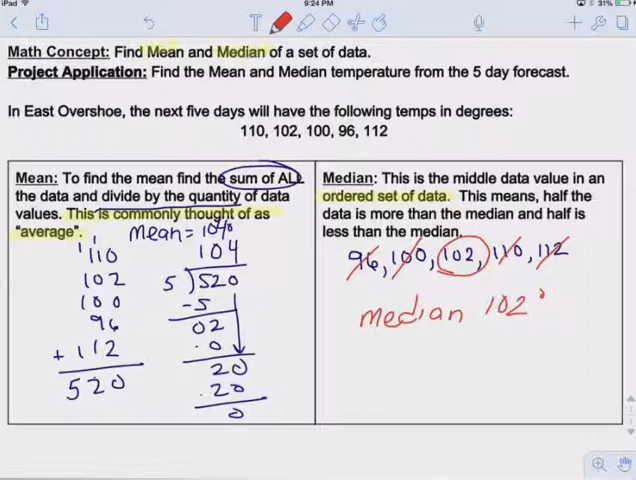 iPad
9:24 PM
31%
T
Math Concept: Find Mean and Median of a set of data.
Project Application: Find the Mean and Median temperature from the 5 day forecast.
In East Overshoe, the next five days will have the following temps in degrees:
110, 102, 100, 96, 112
Mean: To find the mean find the sum of ALL
the data and divide by the quantity of data
values. This is commonly thought of as
"average".
mean = 104°
1 1
110
102
100
96
+ 112
520
104
5 ) 520
-5
02
-0
20
-20
0
Median: This is the middle data value in an
ordered set of data. This means, half the
data is more than the median and half is
less than the median.
96, 100, 102, 110, 112
median 102°